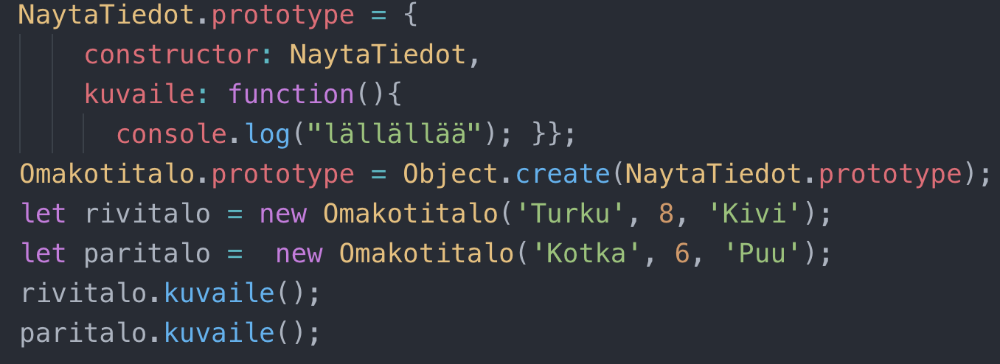 NaytaTiedot.prototype = {
constructor: NaytaTiedot,
kuvaile: function(){
console.log("lällällää"); }};
Omakotitalo.prototype = Object.create(NaytaTiedot.prototype);
let rivitalo = new Omakotitalo('Turku', 8, 'Kivi');
let paritalo =  new Omakotitalo('Kotka', 6, 'Puu');
rivitalo.kuvaile();
paritalo.kuvaile();